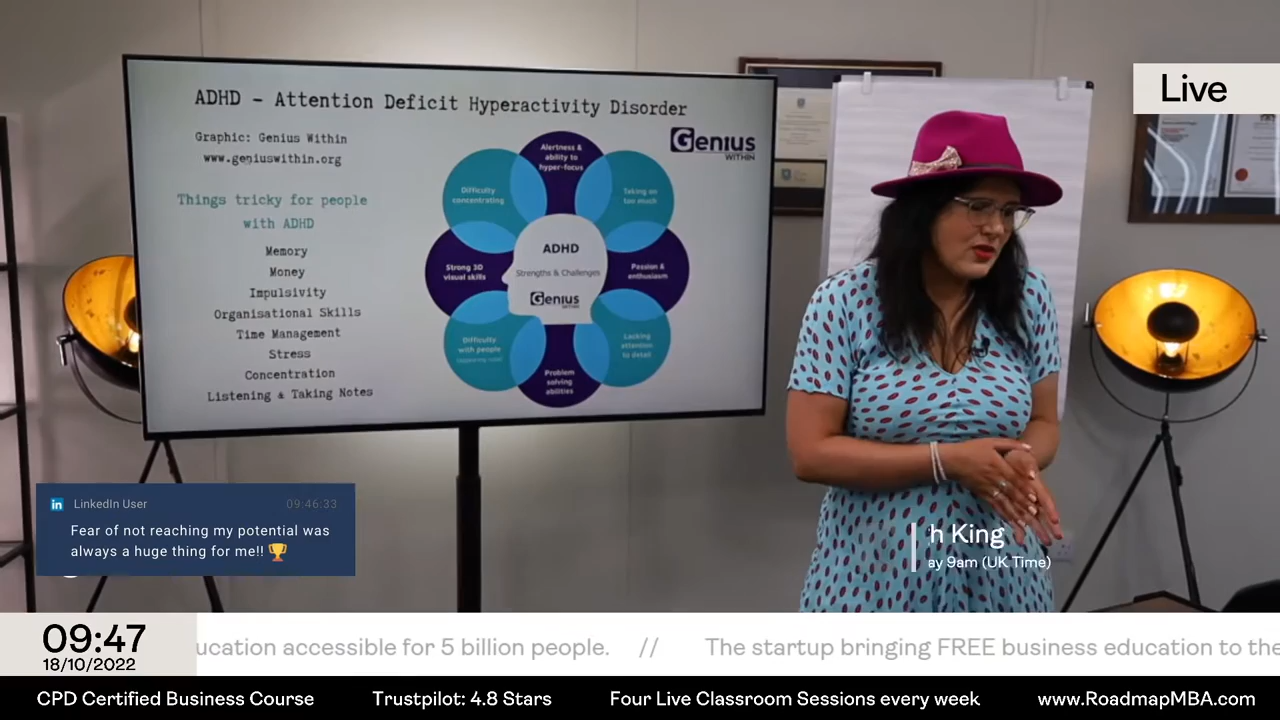 ADHD - Attention Deficit Hyperactivity Disorder
Graphic: Genius Within
www.geniuswithin.org
Things tricky for people
with ADHD
Memory
Money
Impulsivity
Organisational Skills
Time Management
Stress
Concentration
Listening & Taking Notes
Genius
WITHIN
Alertness &
ability to
hyper-focus
Difficulty
concentrating
Taking on
too much
Strong 3D
visual skills
ADHD
Strengths & Challenges
Genius
WITHIN
Passion &
enthusiasm
Difficulty
with people
Lacking
attention
to detail
Problem
solving
abilities
Live
LinkedIn User 09:46:33
Fear of not reaching my potential was
always a huge thing for me!! 🏆
h King
ay 9am (UK Time)
09:47
18/10/2022
ucation accessible for 5 billion people. // The startup bringing FREE business education to the
CPD Certified Business Course Trustpilot: 4.8 Stars Four Live Classroom Sessions every week www.RoadmapMBA.com